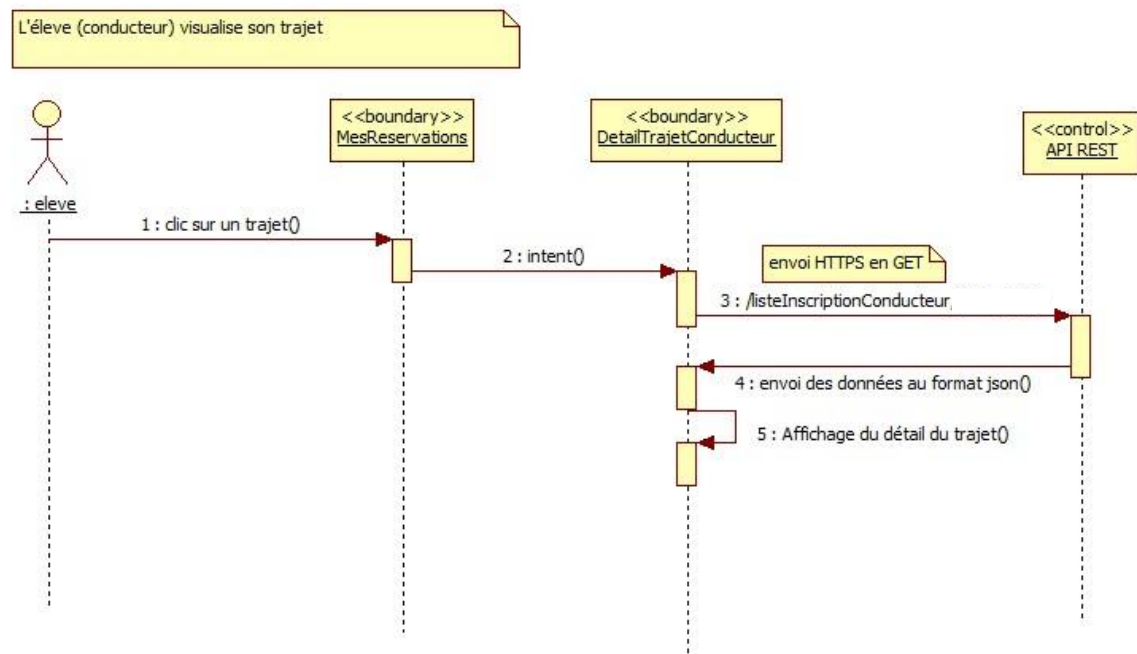 L'éleve (conducteur) visualise son trajet
<<boundary>>
MesReservations
<<boundary>>
DetailTrajetConducteur
<<control>>
API REST
: eleve
1 : clic sur un trajet()
2 : intent()
envoi HTTPS en GET
3 : /listeInscriptionConducteur
4 : envoi des données au format json()
5 : Affichage du détail du trajet()